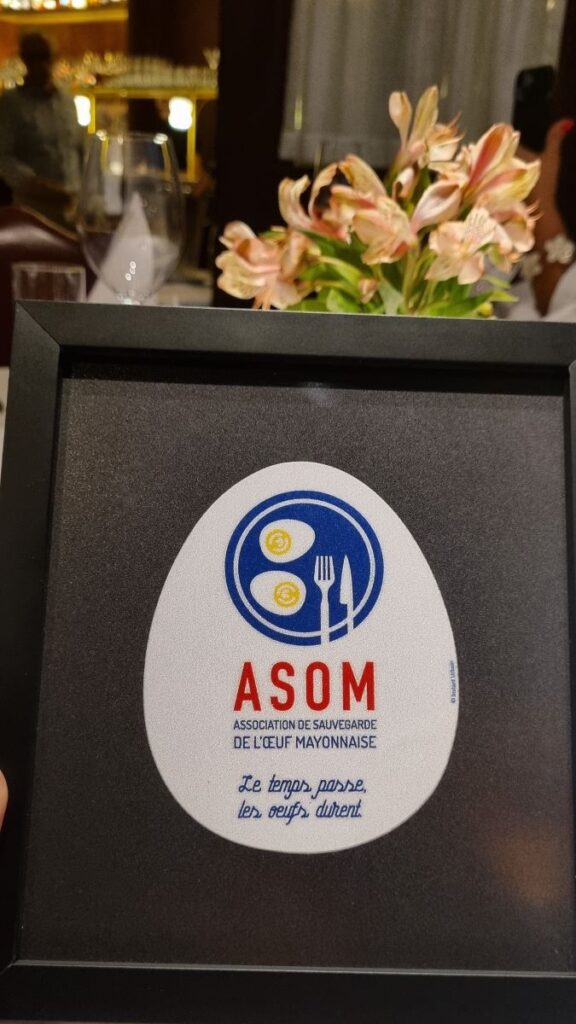 ASOM
ASSOCIATION DE SAUVEGARDE
DE L'ŒUF MAYONNAISE
Le temps passe,
les oeufs durent.